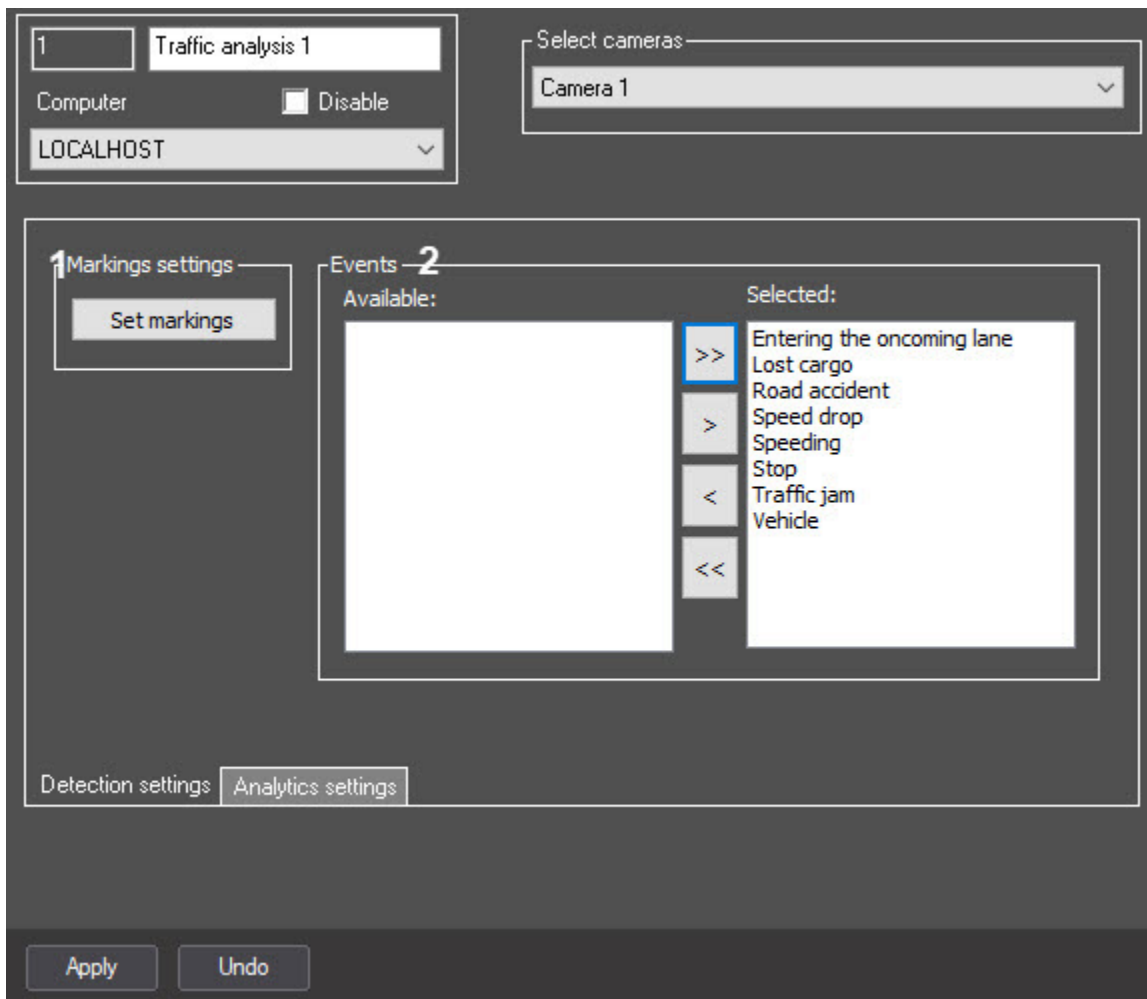 1
Traffic analysis 1
Select cameras
Camera 1
Computer
Disable
LOCALHOST
1
Markings settings
Set markings
Events
2
Available:
Selected:
>>
>
<
<<
Entering the oncoming lane
Lost cargo
Road accident
Speed drop
Speeding
Stop
Traffic jam
Vehicle
Detection settings
Analytics settings
Apply
Undo